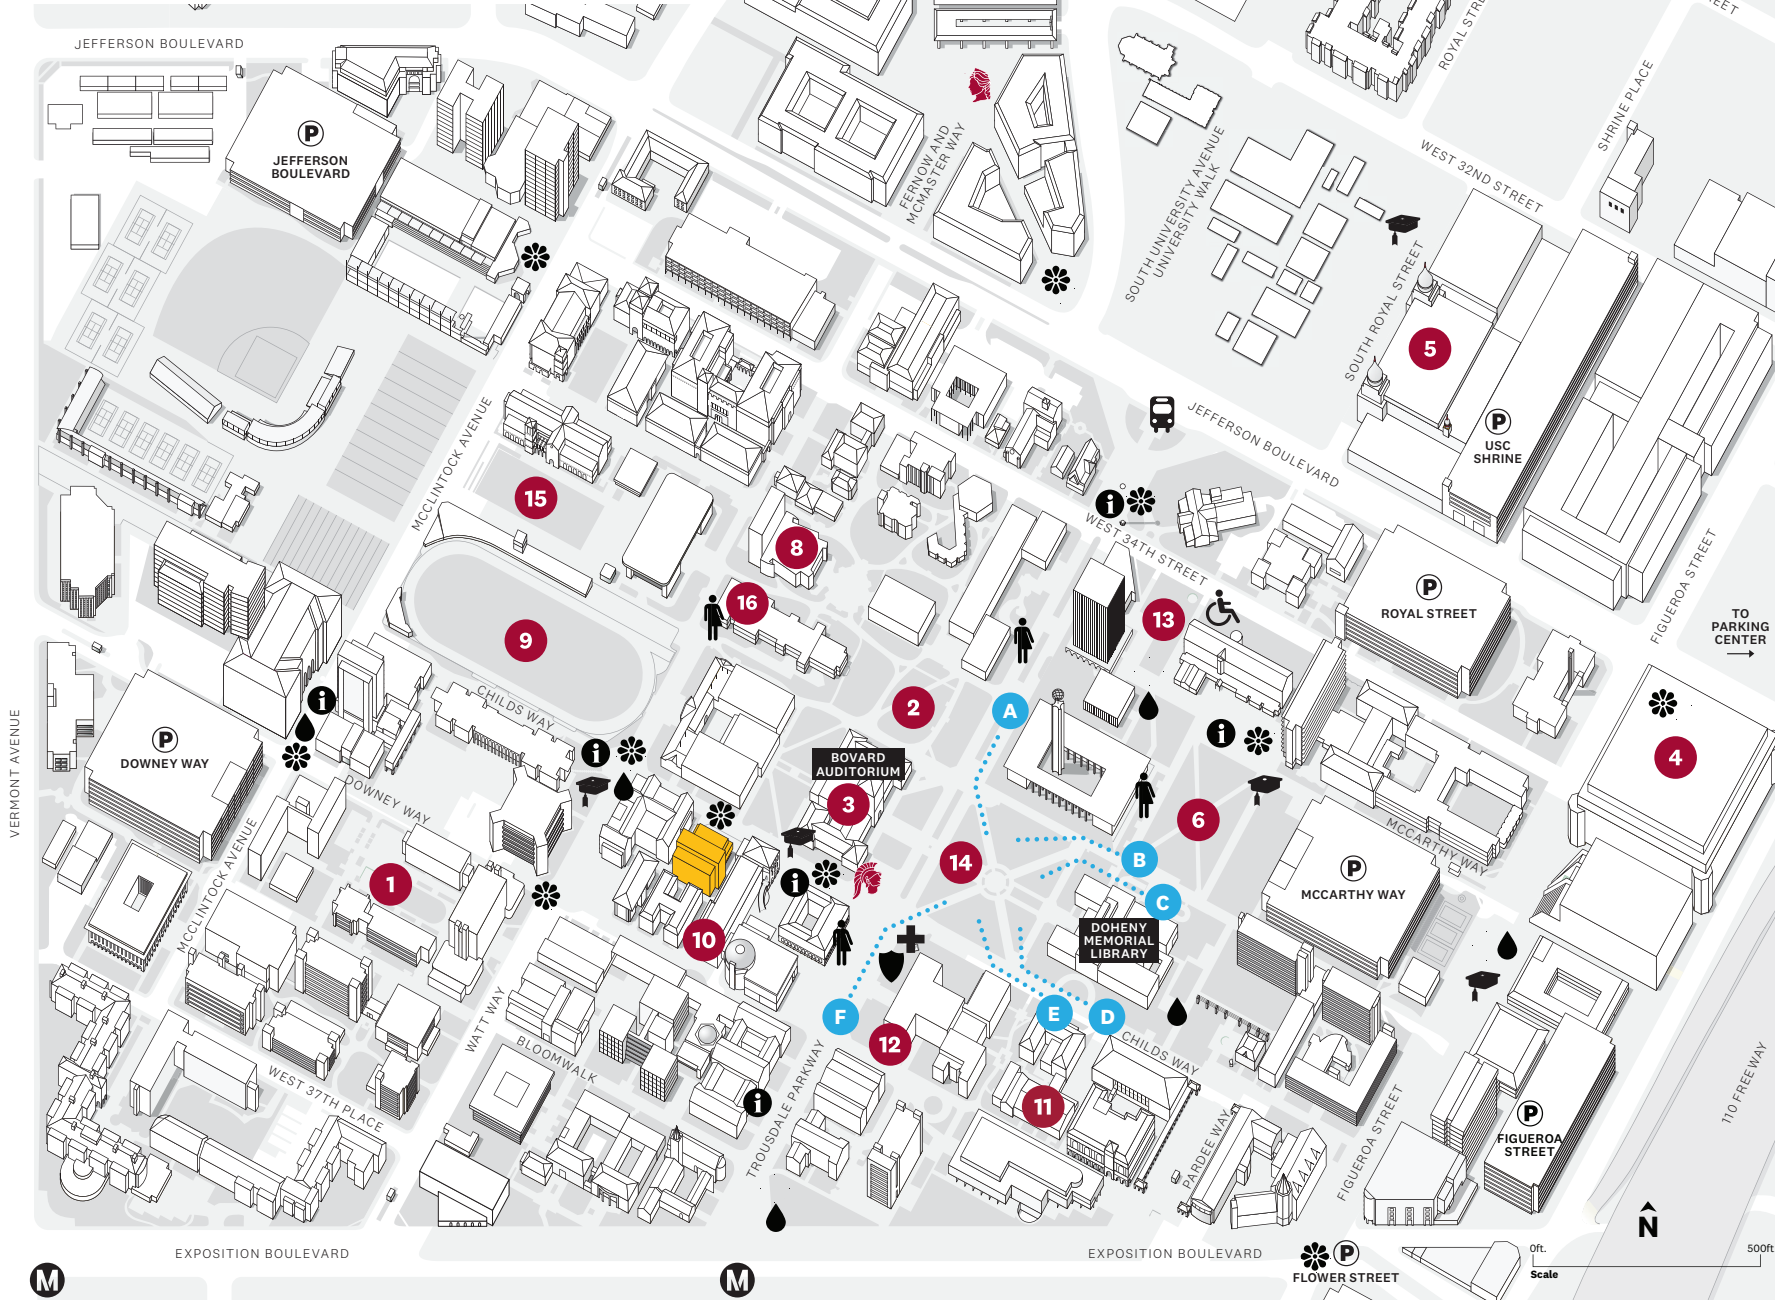 JEFFERSON BOULEVARD
ROYAL STR
REET
P
JEFFERSON
BOULEVARD
FERNOW AND
MCMASTER WAY
SOUTH UNIVERSITY AVENUE
UNIVERSITY WALK
WEST 32ND STREET
SHRINE PLACE
SOUTH ROYAL STREET
5
P
USC
SHRINE
JEFFERSON BOULEVARD
MCCLINTOCK AVENUE
15
8
i
WEST 34TH STREET
16
13
P
ROYAL STREET
FIGUEROA STREET
TO
PARKING
CENTER
9
CHILDS WAY
i
2
A
i
4
VERMONT AVENUE
P
DOWNEY WAY
i
BOVARD
AUDITORIUM
3
6
DOWNEY WAY
MCCLINTOCK AVENUE
1
14
B
C
MCCARTHY WAY
P
MCCARTHY WAY
i
10
DOHENY
MEMORIAL
LIBRARY
F
E
D
12
CHILDS WAY
WATT WAY
BLOOMWALK
WEST 37TH PLACE
TROUSDALE PARKWAY
i
11
PARDEE WAY
FIGUEROA STREET
P
FIGUEROA
STREET
110 FREEWAY
N
EXPOSITION BOULEVARD
EXPOSITION BOULEVARD
M
M
P
FLOWER STREET
0ft.
500ft
Scale